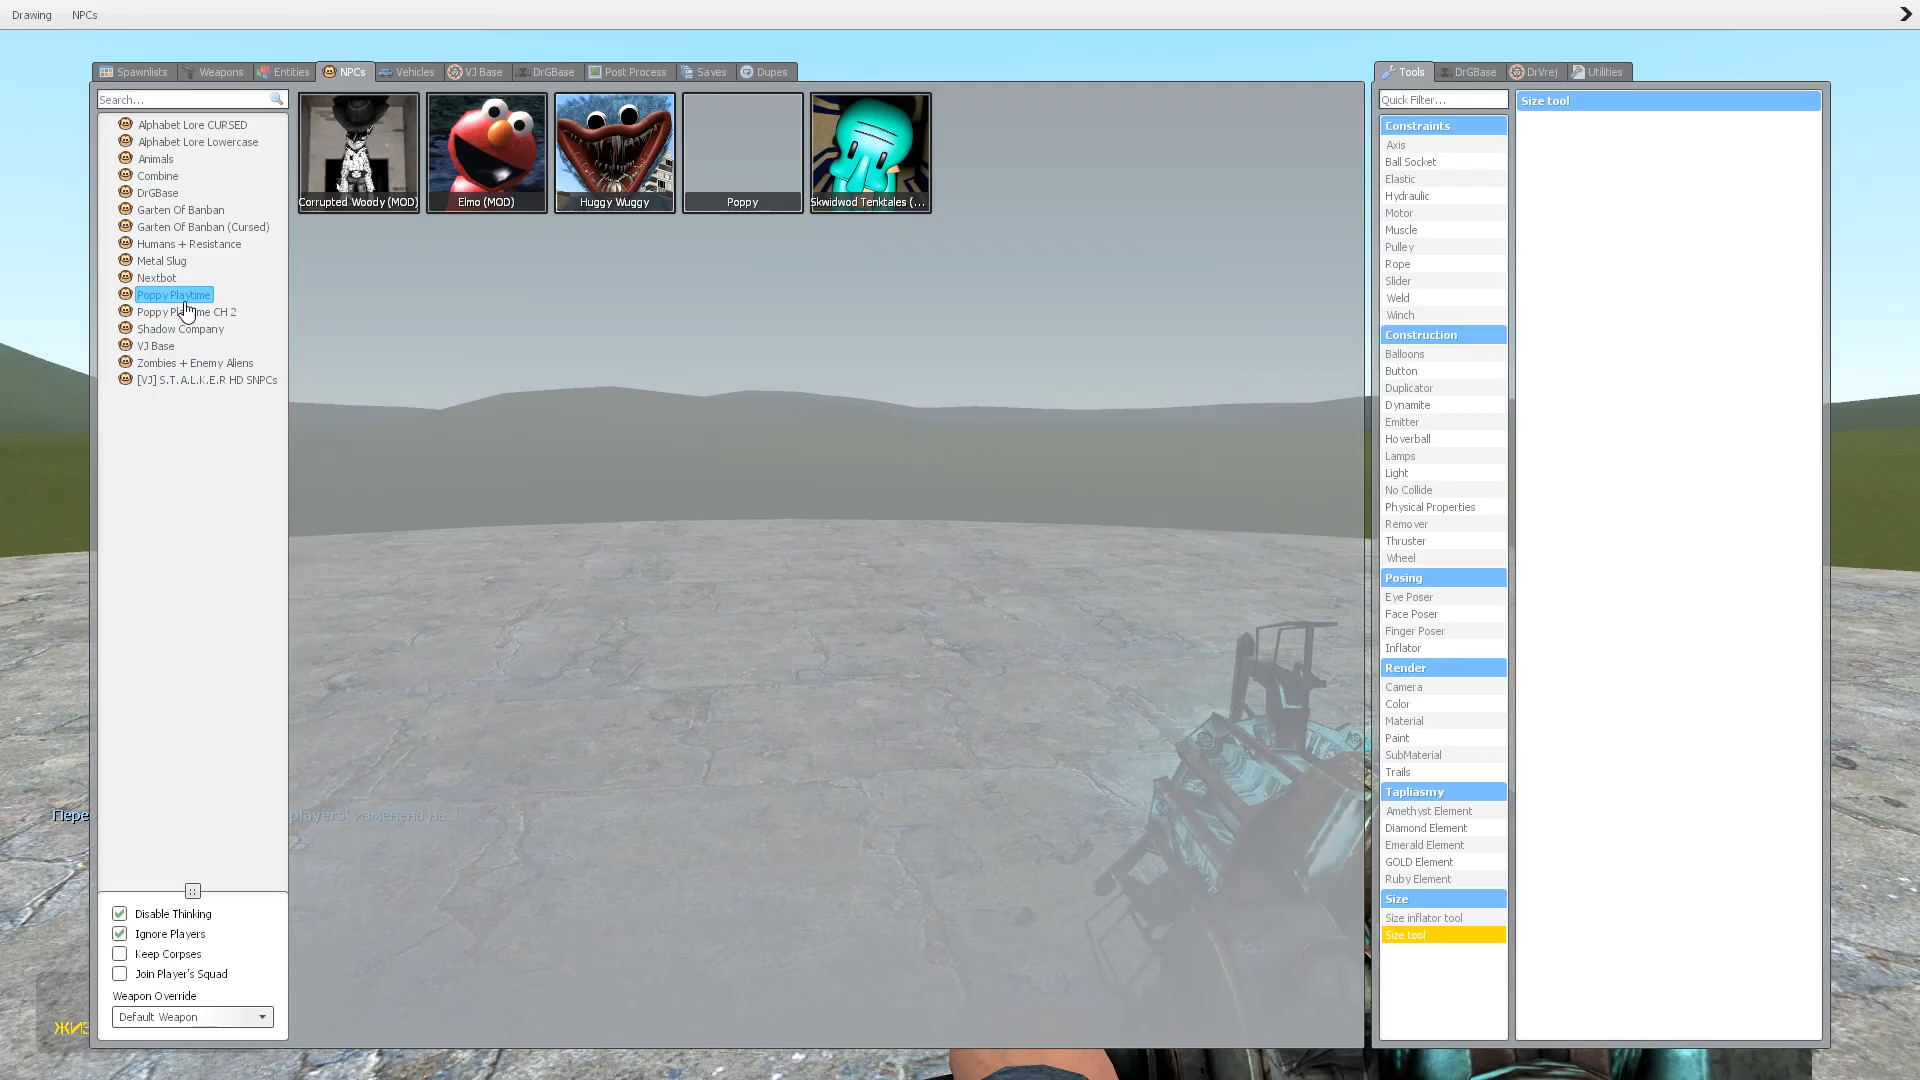 Drawing NPCs
Spawnlists Weapons Entities NPCs Vehicles VJ Base DrGBase Post Process Saves Dupes
Tools DrGBase DrVrej Utilities
Search...
Alphabet Lore CURSED
Alphabet Lore Lowercase
Animals
Combine
DrGBase
Garten Of Banban
Garten Of Banban (Cursed)
Humans + Resistance
Metal Slug
Nextbot
Poppy Playtime
CH 2
Shadow Company
VJ Base
Zombies + Enemy Aliens
[VJ] S.T.A.L.K.E.R HD SNPCs
Corrupted Woody (MOD)
Elmo (MOD)
Huggy Wuggy
Poppy
Skwidwod Tenktales (...
players' изменена на 1
Disable Thinking
Ignore Players
Keep Corpses
Join Player's Squad
Weapon Override
Default Weapon
Quick Filter...
Constraints
Axis
Ball Socket
Elastic
Hydraulic
Motor
Muscle
Pulley
Rope
Slider
Weld
Winch
Construction
Balloons
Button
Duplicator
Dynamite
Emitter
Hoverball
Lamps
Light
No Collide
Physical Properties
Remover
Thruster
Wheel
Posing
Eye Poser
Face Poser
Finger Poser
Inflator
Render
Camera
Color
Material
Paint
SubMaterial
Trails
Tapliasmy
Amethyst Element
Diamond Element
Emerald Element
GOLD Element
Ruby Element
Size
Size inflator tool
Size tool
Size tool